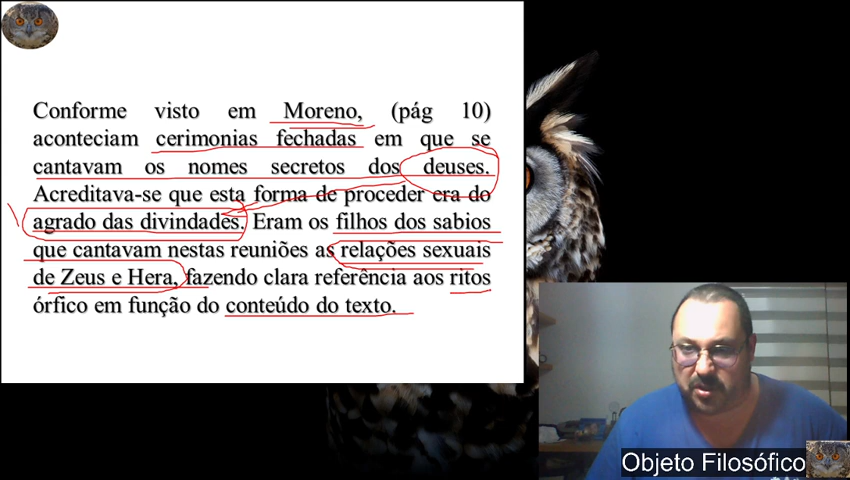 Conforme visto em Moreno, (pág 10)
aconteciam cerimonias fechadas em que se
cantavam os nomes secretos dos deuses.
Acreditava-se que esta forma de proceder era do
agrado das divindades. Eram os filhos dos sabios
que cantavam nestas reuniões as relações sexuais
de Zeus e Hera, fazendo clara referência aos ritos
órfico em função do conteúdo do texto.
Objeto Filosófico